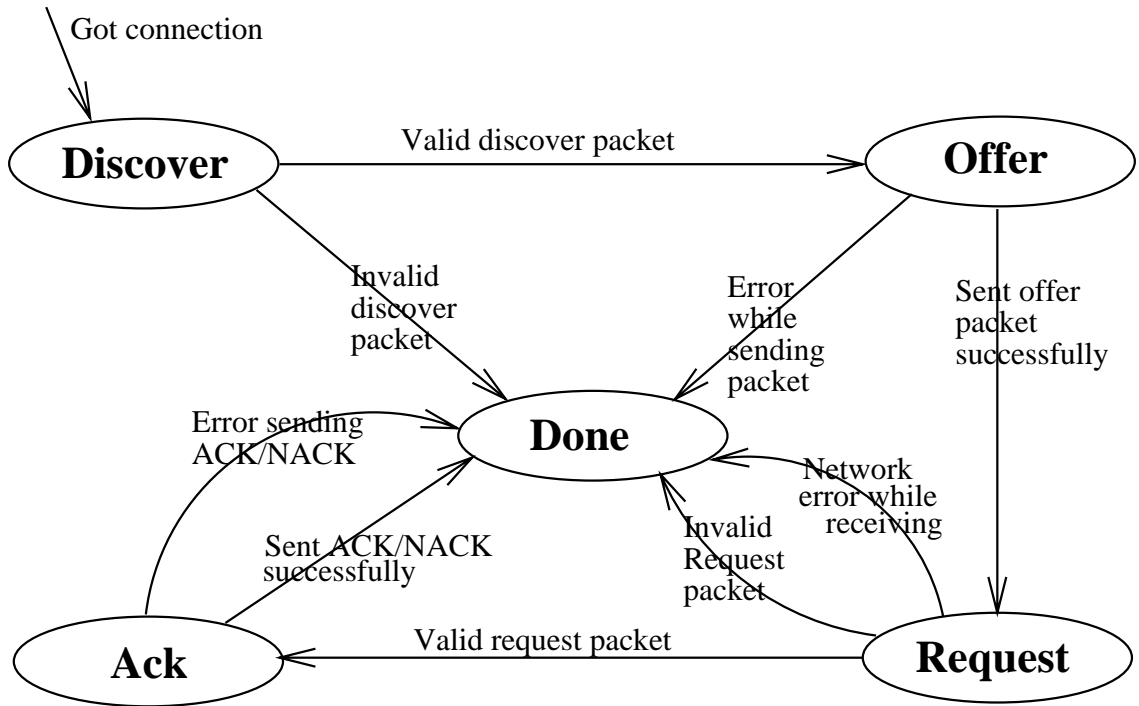 Got connection
Discover
Valid discover packet
Offer
Invalid
discover
packet
Error
while
sending
packet
Sent offer
packet
successfully
Error sending
ACK/NACK
Done
Network
error while
receiving
Sent ACK/NACK
successfully
Invalid
Request
packet
Ack
Valid request packet
Request